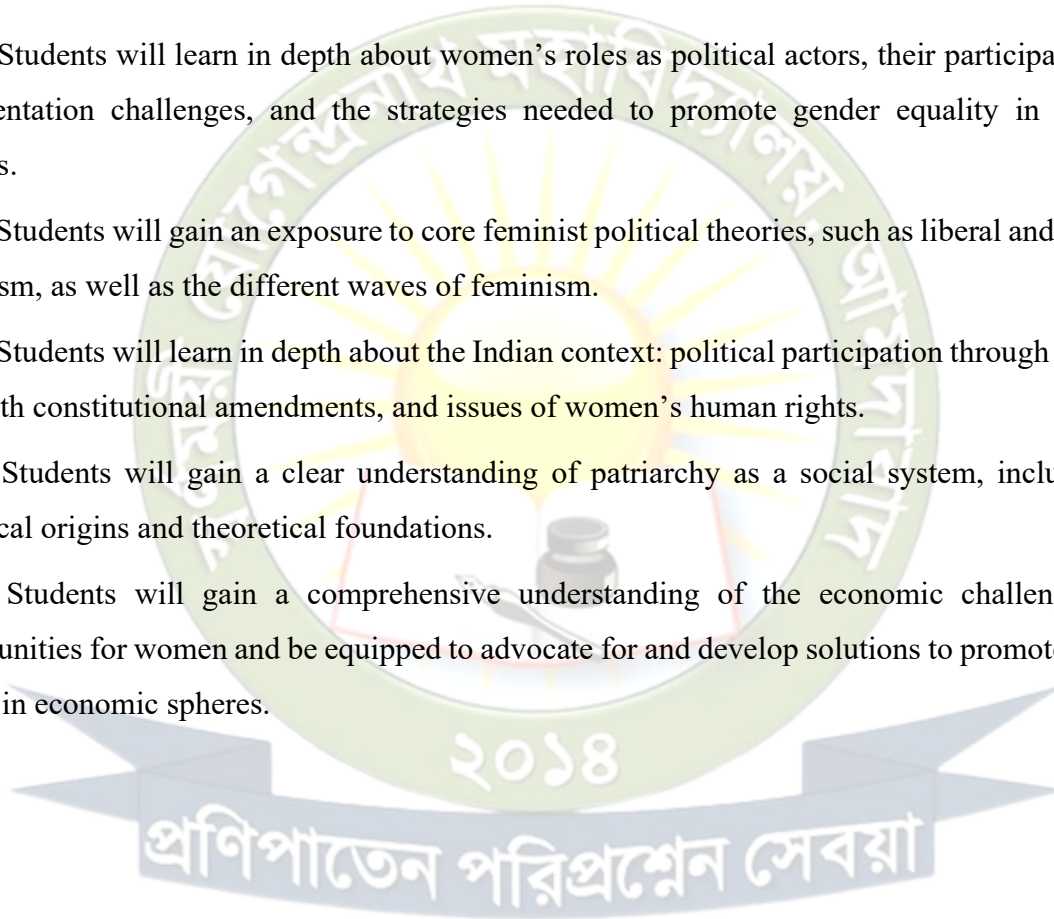 Students will learn in depth about women’s roles as political actors, their participa
entation challenges, and the strategies needed to promote gender equality in
s.
Students will gain an exposure to core feminist political theories, such as liberal and
sm, as well as the different waves of feminism.
Students will learn in depth about the Indian context: political participation through
th constitutional amendments, and issues of women’s human rights.
Students will gain a clear understanding of patriarchy as a social system, inclu
cal origins and theoretical foundations.
Students will gain a comprehensive understanding of the economic challen
unities for women and be equipped to advocate for and develop solutions to promot
in economic spheres.
স্বর্ণময়ী যোগেন্দ্রনাথ মহাবিদ্যালয়, আমদাবাদ
২০১৪
প্রণিপাতেন পরিপ্রশ্নেন সেবয়া